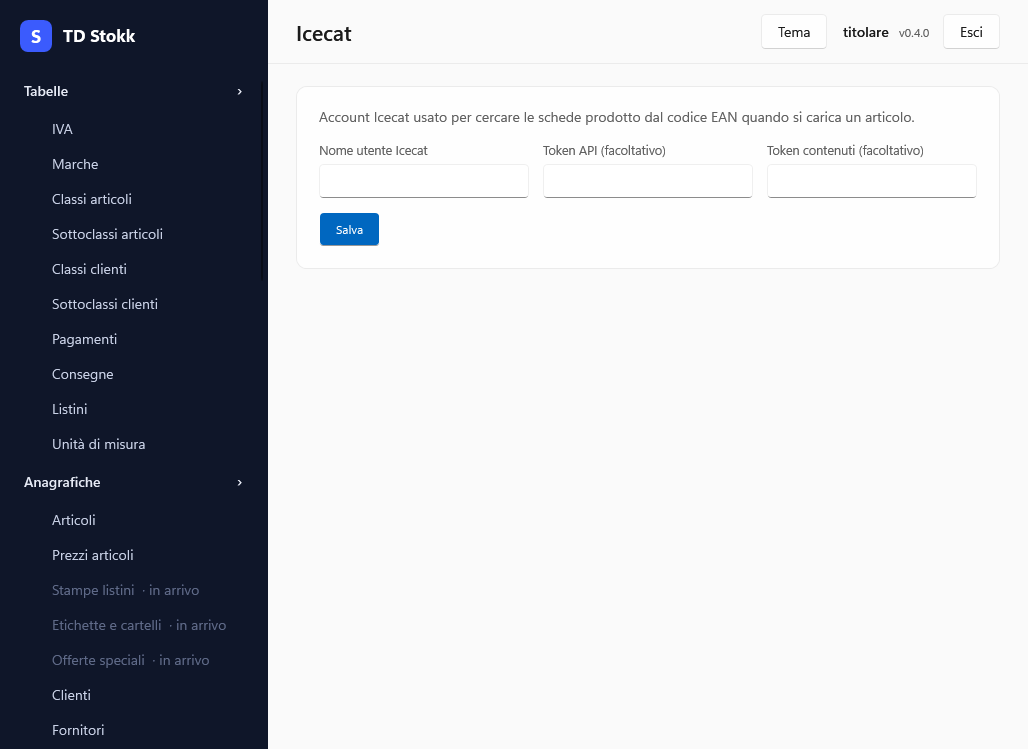 S TD Stokk
Tabelle
IVA
Marche
Classi articoli
Sottoclassi articoli
Classi clienti
Sottoclassi clienti
Pagamenti
Consegne
Listini
Unità di misura
Anagrafiche
Articoli
Prezzi articoli
Stampe listini · in arrivo
Etichette e cartelli · in arrivo
Offerte speciali · in arrivo
Clienti
Fornitori
Icecat
Tema titolare v0.4.0 Esci
Account Icecat usato per cercare le schede prodotto dal codice EAN quando si carica un articolo.
Nome utente Icecat Token API (facoltativo) Token contenuti (facoltativo)
Salva